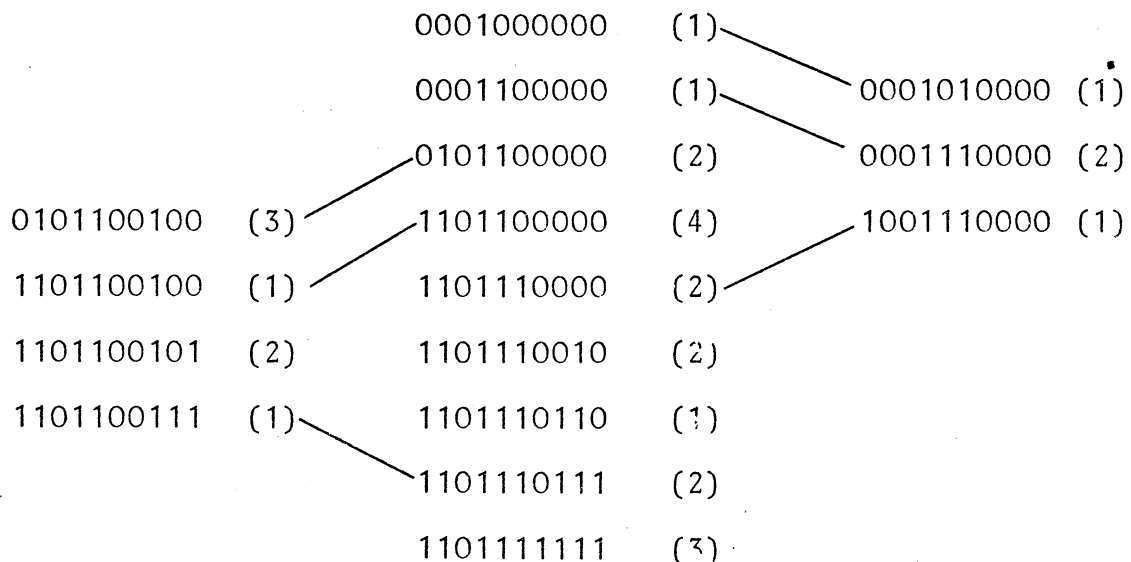 0001000000 (1)
0001100000 (1) 0001010000 (1)
0101100000 (2) 0001110000 (2)
0101100100 (3) 1101100000 (4) 1001110000 (1)
1101100100 (1) 1101110000 (2)
1101100101 (2) 1101110010 (2)
1101100111 (1) 1101110110 (1)
1101110111 (2)
1101111111 (3)